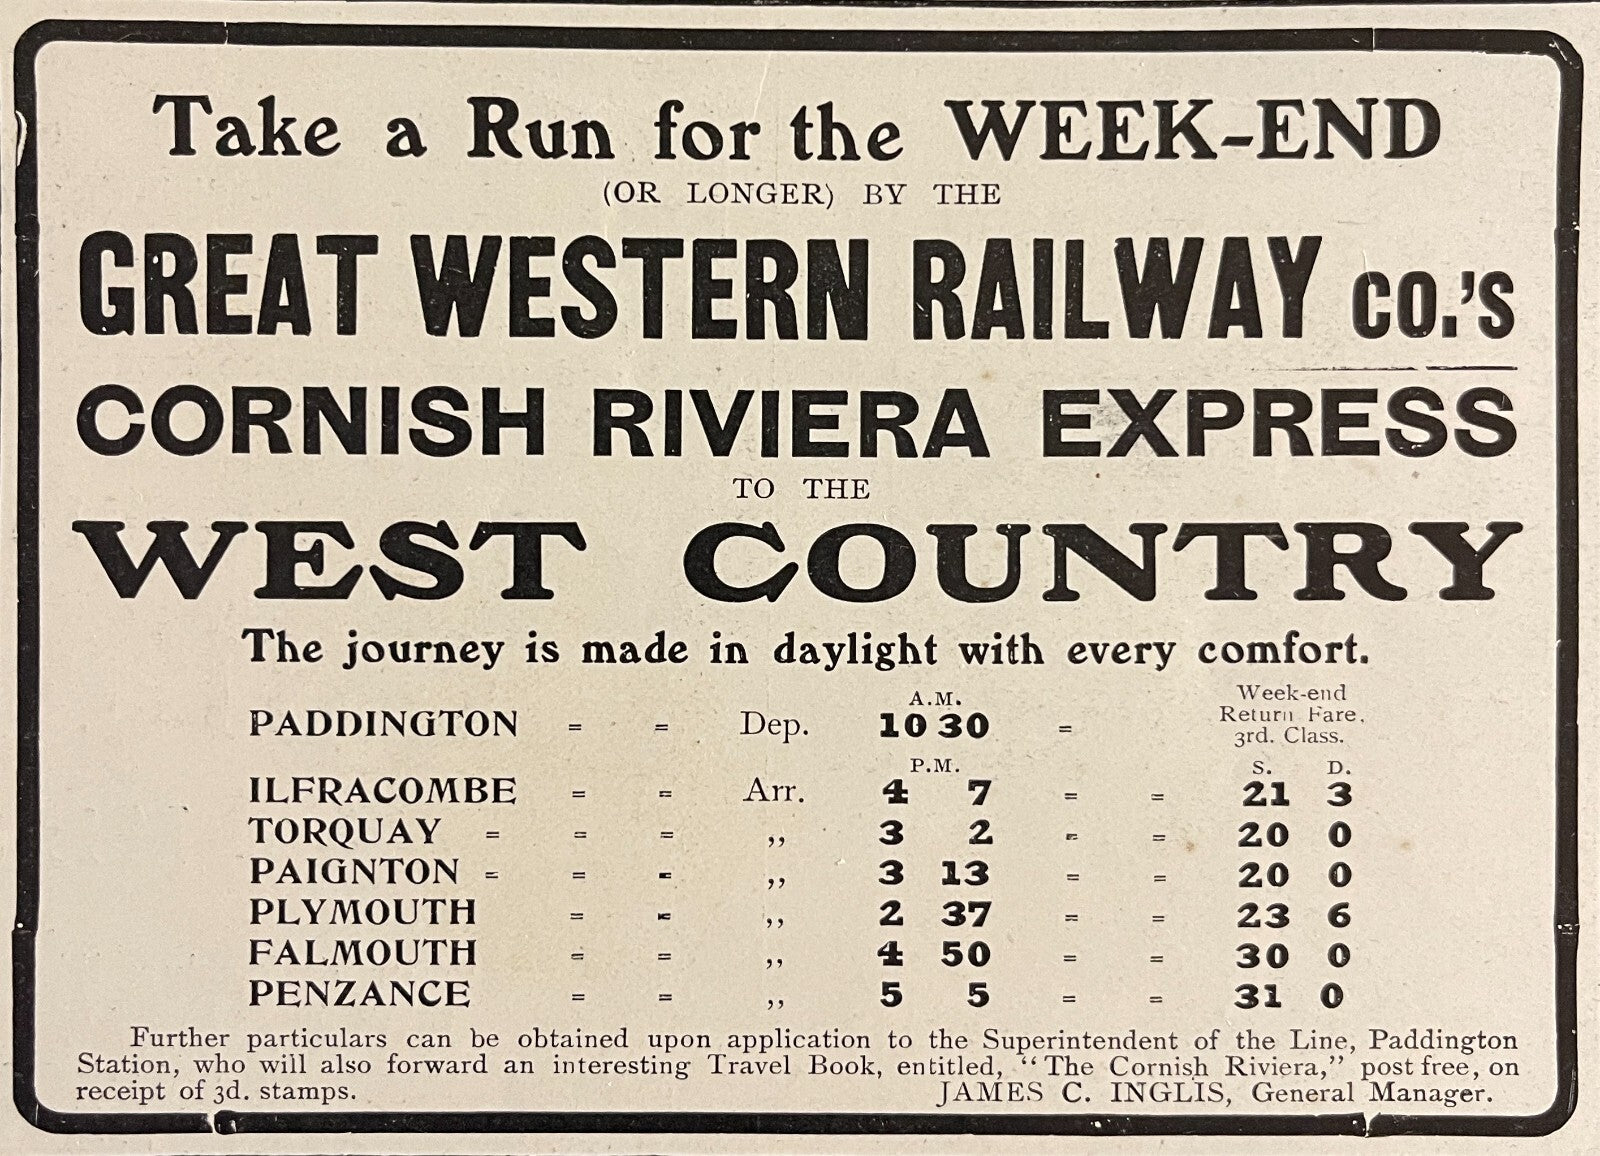 Take a Run for the WEEK-END
(OR LONGER) BY THE
GREAT WESTERN RAILWAY CO.'S
CORNISH RIVIERA EXPRESS
TO THE
WEST COUNTRY
The journey is made in daylight with every comfort.
A.M. Week-end
PADDINGTON = = Dep. 10 30 = Return Fare,
3rd. Class.
P.M. S. D.
ILFRACOMBE = = Arr. 4 7 = = 21 3
TORQUAY = = = ,, 3 2 = = 20 0
PAIGNTON = = = ,, 3 13 = = 20 0
PLYMOUTH = = ,, 2 37 = = 23 6
FALMOUTH = = ,, 4 50 = = 30 0
PENZANCE = = ,, 5 5 = = 31 0
Further particulars can be obtained upon application to the Superintendent of the Line, Paddington
Station, who will also forward an interesting Travel Book, entitled, "The Cornish Riviera," post free, on
receipt of 3d. stamps. JAMES C. INGLIS, General Manager.